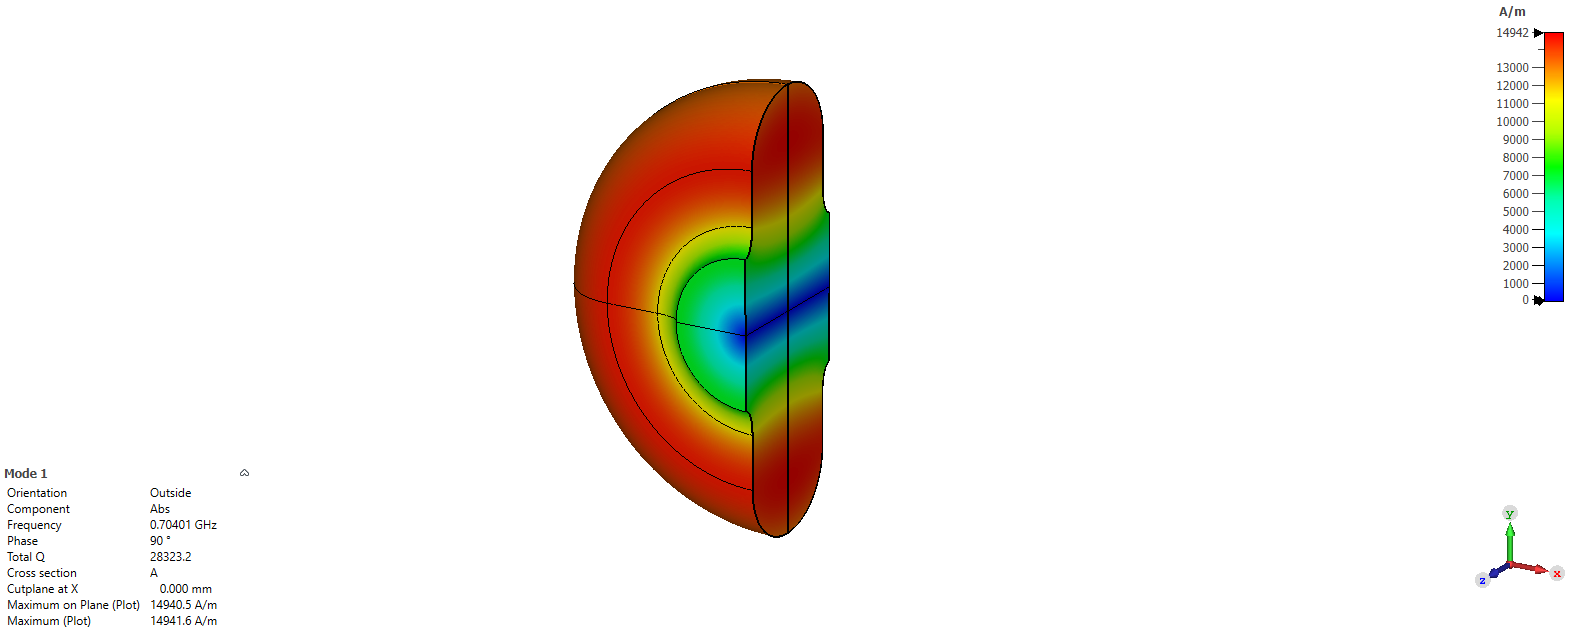 A/m
14942
13000
12000
11000
10000
9000
8000
7000
6000
5000
4000
3000
2000
1000
0
Mode 1
Orientation Outside
Component Abs
Frequency 0.70401 GHz
Phase 90 °
Total Q 28323.2
Cross section A
Cutplane at X 0.000 mm
Maximum on Plane (Plot) 14940.5 A/m
Maximum (Plot) 14941.6 A/m
y
x
z